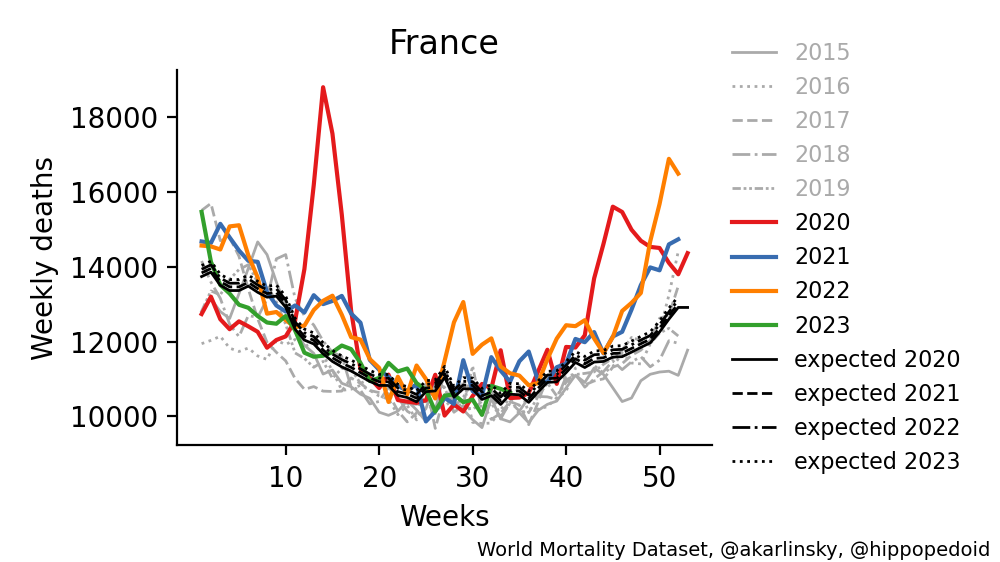 France
Weekly deaths
18000
16000
14000
12000
10000
10 20 30 40 50
Weeks
2015
2016
2017
2018
2019
2020
2021
2022
2023
expected 2020
expected 2021
expected 2022
expected 2023
World Mortality Dataset, @akarlinsky, @hippopedoid